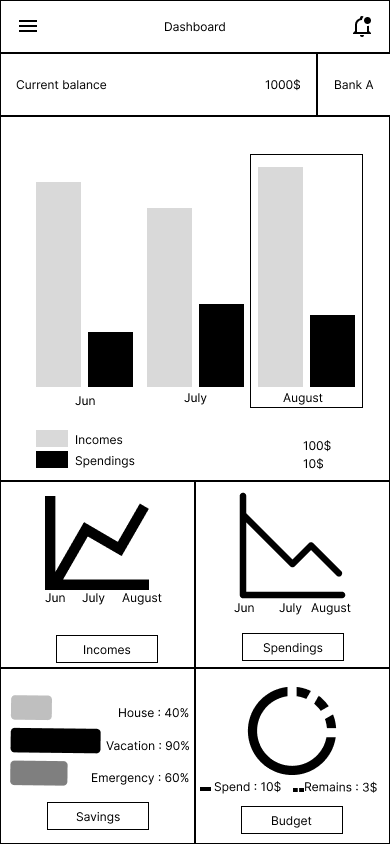 Dashboard
Current balance 1000$ Bank A
Jun July August
Incomes 100$
Spendings 10$
Jun July August
Incomes
Jun July August
Spendings
House : 40%
Vacation : 90%
Emergency : 60%
Savings
Spend : 10$ Remains : 3$
Budget